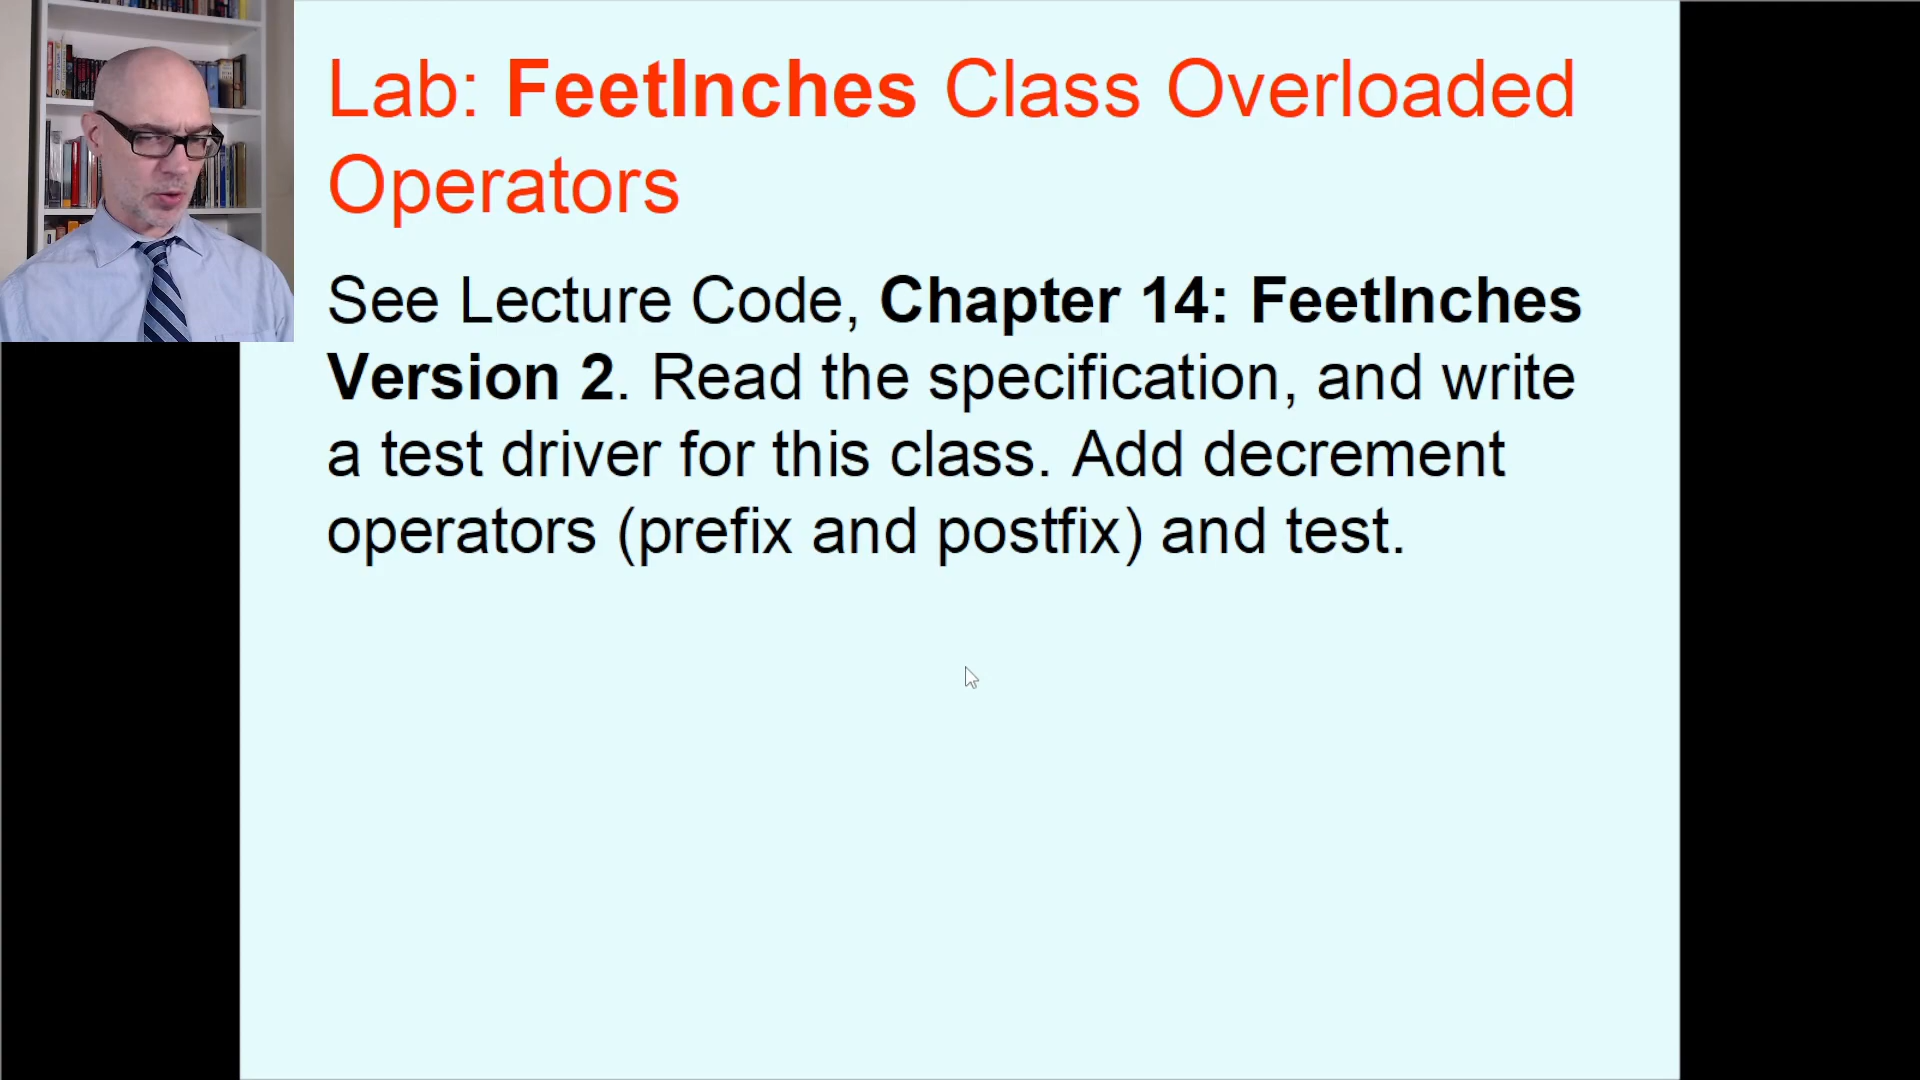 Lab: FeetInches Class Overloaded
Operators
See Lecture Code, Chapter 14: FeetInches
Version 2. Read the specification, and write
a test driver for this class. Add decrement
operators (prefix and postfix) and test.